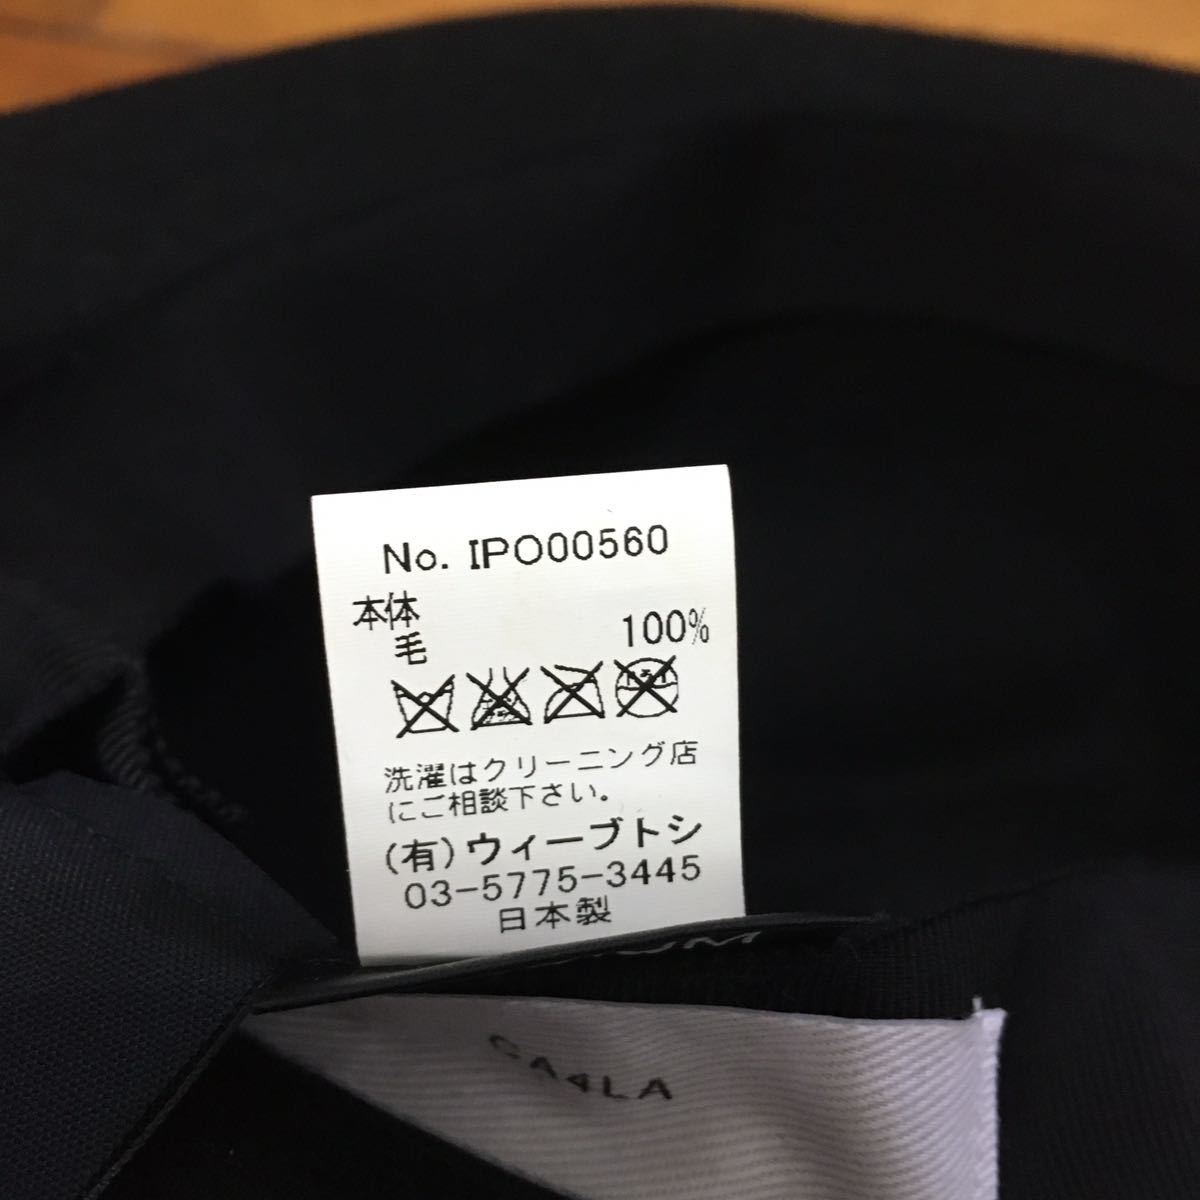 No. IPO00560
本体
毛 100%
洗濯はクリーニング店
にご相談下さい。
(有)ウィーブトシ
03-5775-3445
日本製
CA4LA